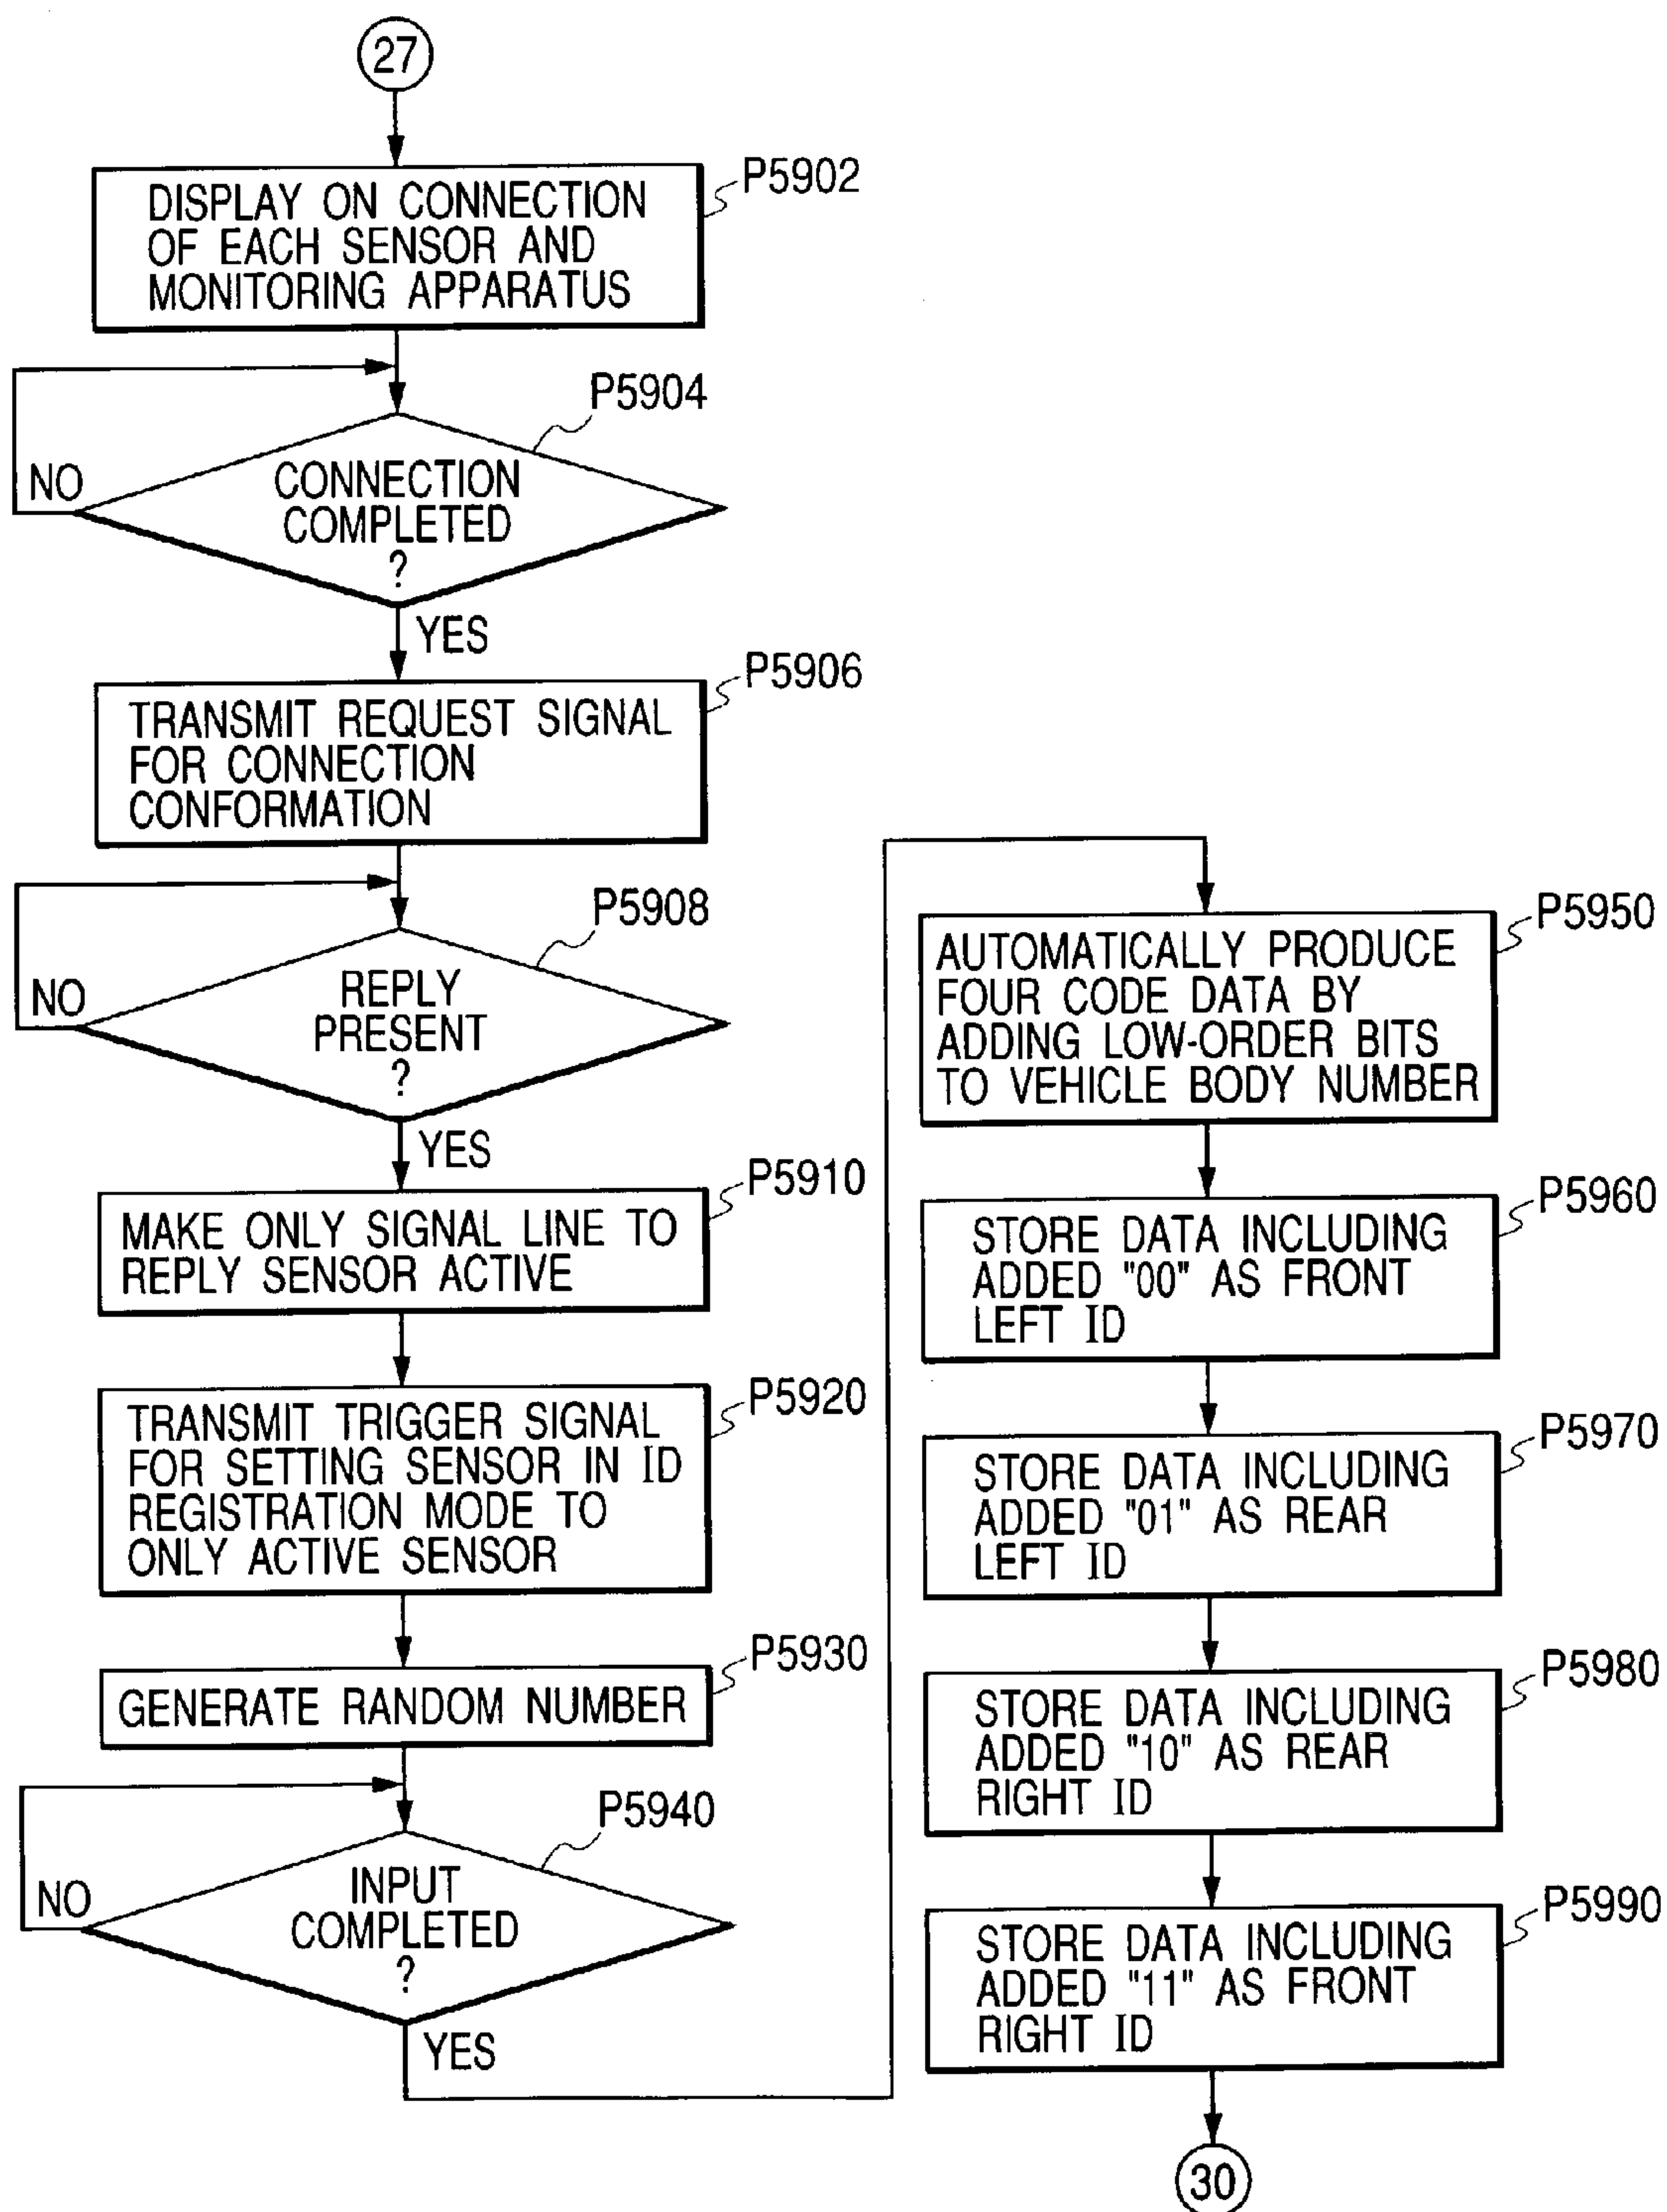 27
P5902
DISPLAY ON CONNECTION
OF EACH SENSOR AND
MONITORING APPARATUS
P5904
NO
CONNECTION
COMPLETED
?
YES
P5906
TRANSMIT REQUEST SIGNAL
FOR CONNECTION
CONFORMATION
P5908
NO
REPLY
PRESENT
?
YES
P5910
MAKE ONLY SIGNAL LINE TO
REPLY SENSOR ACTIVE
P5920
TRANSMIT TRIGGER SIGNAL
FOR SETTING SENSOR IN ID
REGISTRATION MODE TO
ONLY ACTIVE SENSOR
P5930
GENERATE RANDOM NUMBER
P5940
NO
INPUT
COMPLETED
?
YES
P5950
AUTOMATICALLY PRODUCE
FOUR CODE DATA BY
ADDING LOW-ORDER BITS
TO VEHICLE BODY NUMBER
P5960
STORE DATA INCLUDING
ADDED "00" AS FRONT
LEFT ID
P5970
STORE DATA INCLUDING
ADDED "01" AS REAR
LEFT ID
P5980
STORE DATA INCLUDING
ADDED "10" AS REAR
RIGHT ID
P5990
STORE DATA INCLUDING
ADDED "11" AS FRONT
RIGHT ID
30